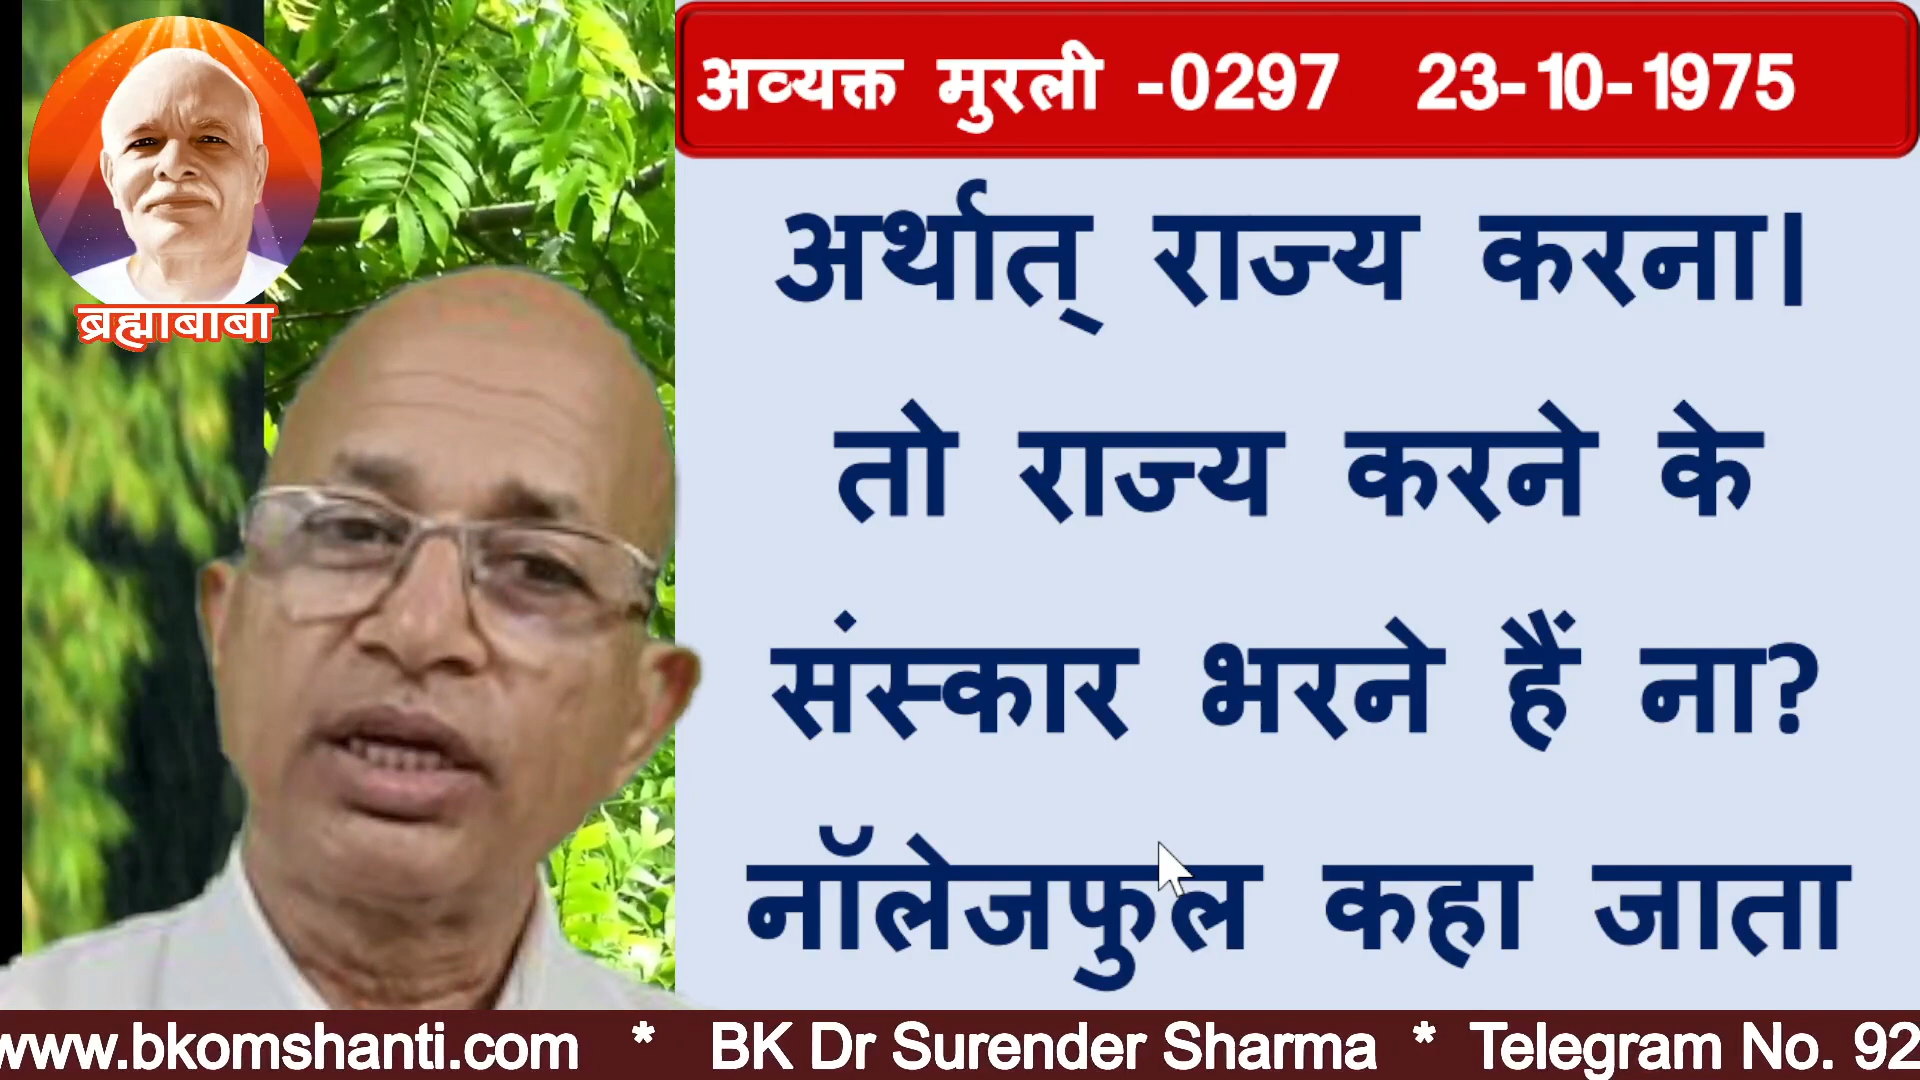 अव्यक्त मुरली -0297 23-10-1975
ब्रह्माबाबा
अर्थात् राज्य करना।
तो राज्य करने के
संस्कार भरने हैं ना?
नॉलेजफुल कहा जाता
www.bkomshanti.com * BK Dr Surender Sharma * Telegram No. 92